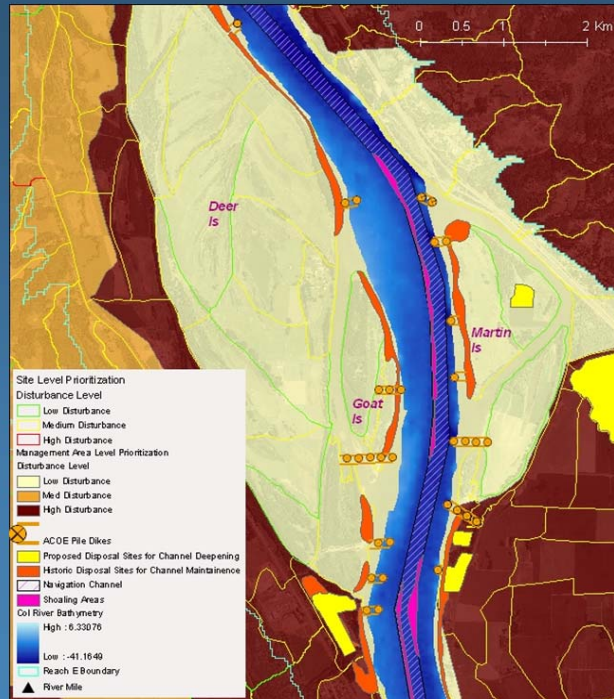 0 0.5 1 2 Km
Deer
Is
Martin
Is
Goat
Is
Site Level Prioritization
Disturbance Level
Low Disturbance
Medium Disturbance
High Disturbance
Management Area Level Prioritization
Disturbance Level
Low Disturbance
Med Disturbance
High Disturbance
ACOE Pile Dikes
Proposed Disposal Sites for Channel Deepening
Historic Disposal Sites for Channel Maintainence
Navigation Channel
Shoaling Areas
Col River Bathymetry
High : 6.33076
Low : -41.1649
Reach E Boundary
River Mile